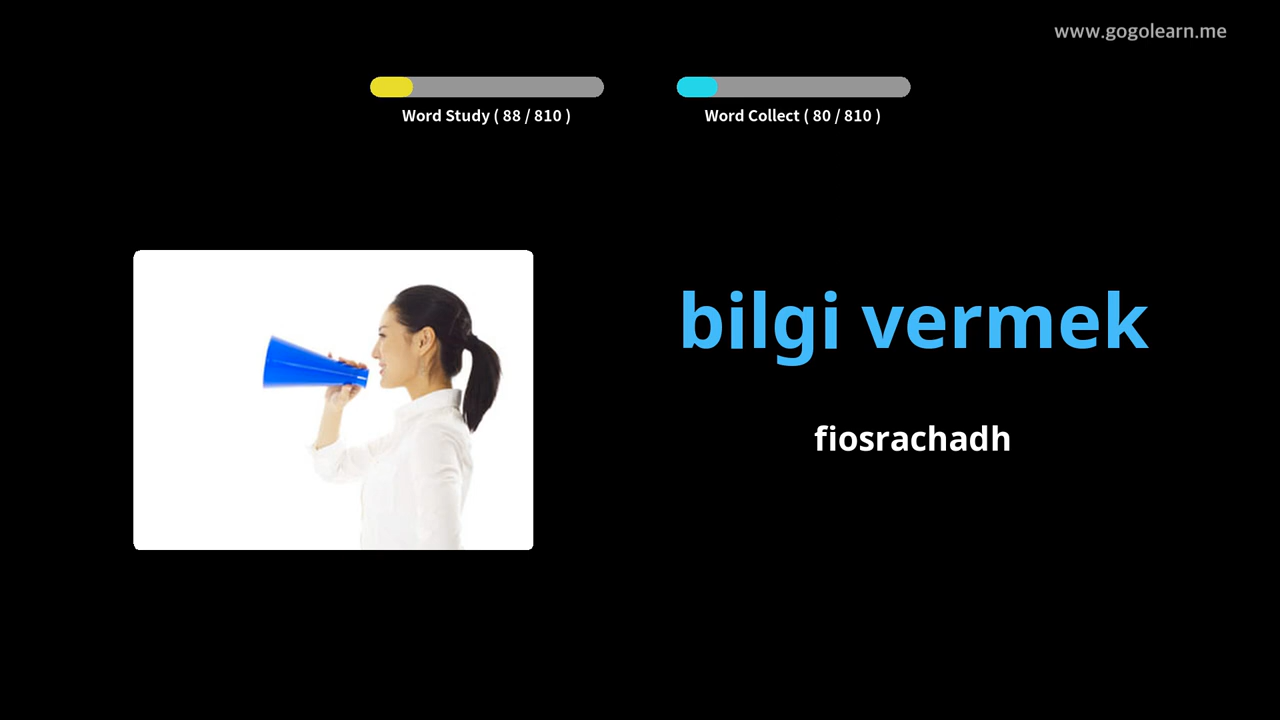 www.gogolearn.me
Word Study ( 88 / 810 )
Word Collect ( 80 / 810 )
bilgi vermek
fiosrachadh